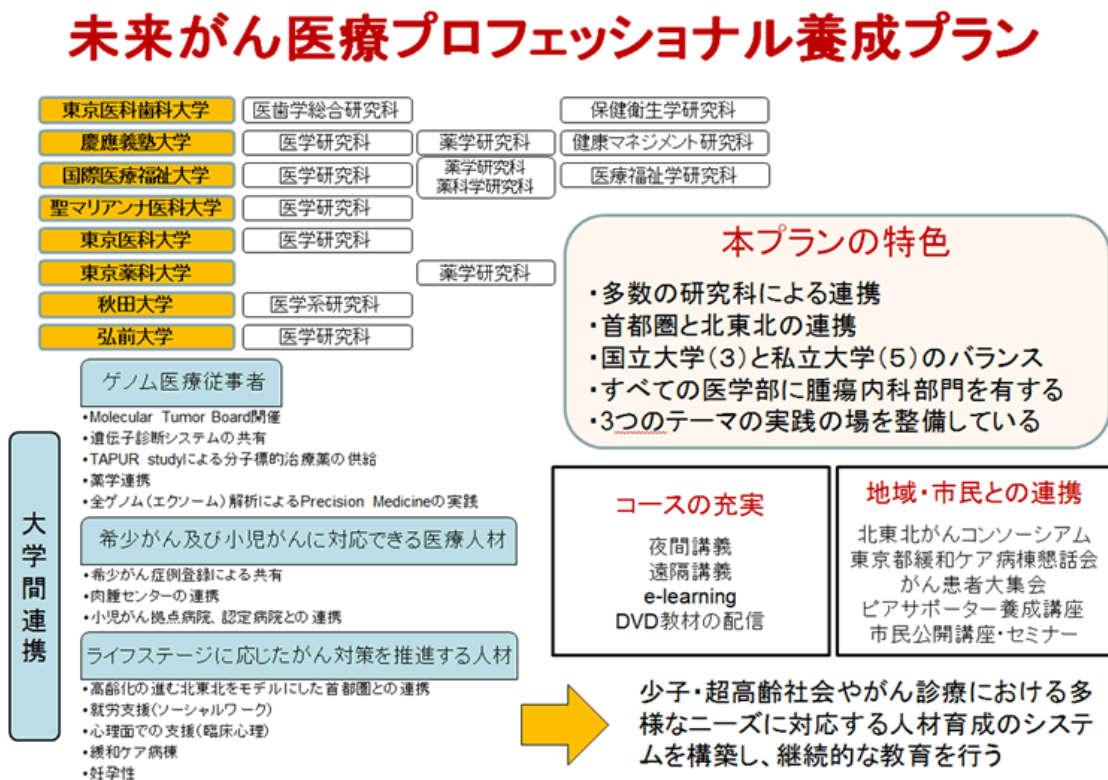 未来がん医療プロフェッショナル養成プラン
東京医科歯科大学 医歯学総合研究科 保健衛生学研究科
慶應義塾大学 医学研究科 薬学研究科 健康マネジメント研究科
国際医療福祉大学 医学研究科 薬学研究科 医療福祉学研究科
薬科学研究科
聖マリアンナ医科大学 医学研究科
東京医科大学 医学研究科
東京薬科大学 薬学研究科
秋田大学 医学系研究科
弘前大学 医学研究科
本プランの特色
・多数の研究科による連携
・首都圏と北東北の連携
・国立大学(3)と私立大学(5)のバランス
・すべての医学部に腫瘍内科部門を有する
・3つのテーマの実践の場を整備している
大学間連携
ゲノム医療従事者
•Molecular Tumor Board開催
•遺伝子診断システムの共有
•TAPUR studyによる分子標的治療薬の供給
•薬学連携
•全ゲノム(エクソーム)解析によるPrecision Medicineの実践
希少がん及び小児がんに対応できる医療人材
•希少がん症例登録による共有
•肉腫センターの連携
•小児がん拠点病院、認定病院との連携
ライフステージに応じたがん対策を推進する人材
•高齢化の進む北東北をモデルにした首都圏との連携
•就労支援(ソーシャルワーク)
•心理面での支援(臨床心理)
•緩和ケア病棟
•妊孕性
コースの充実
夜間講義
遠隔講義
e-learning
DVD教材の配信
地域・市民との連携
北東北がんコンソーシアム
東京都緩和ケア病棟懇話会
がん患者大集会
ピアサポーター養成講座
市民公開講座・セミナー
少子・超高齢社会やがん診療における多
様なニーズに対応する人材育成のシステ
ムを構築し、継続的な教育を行う